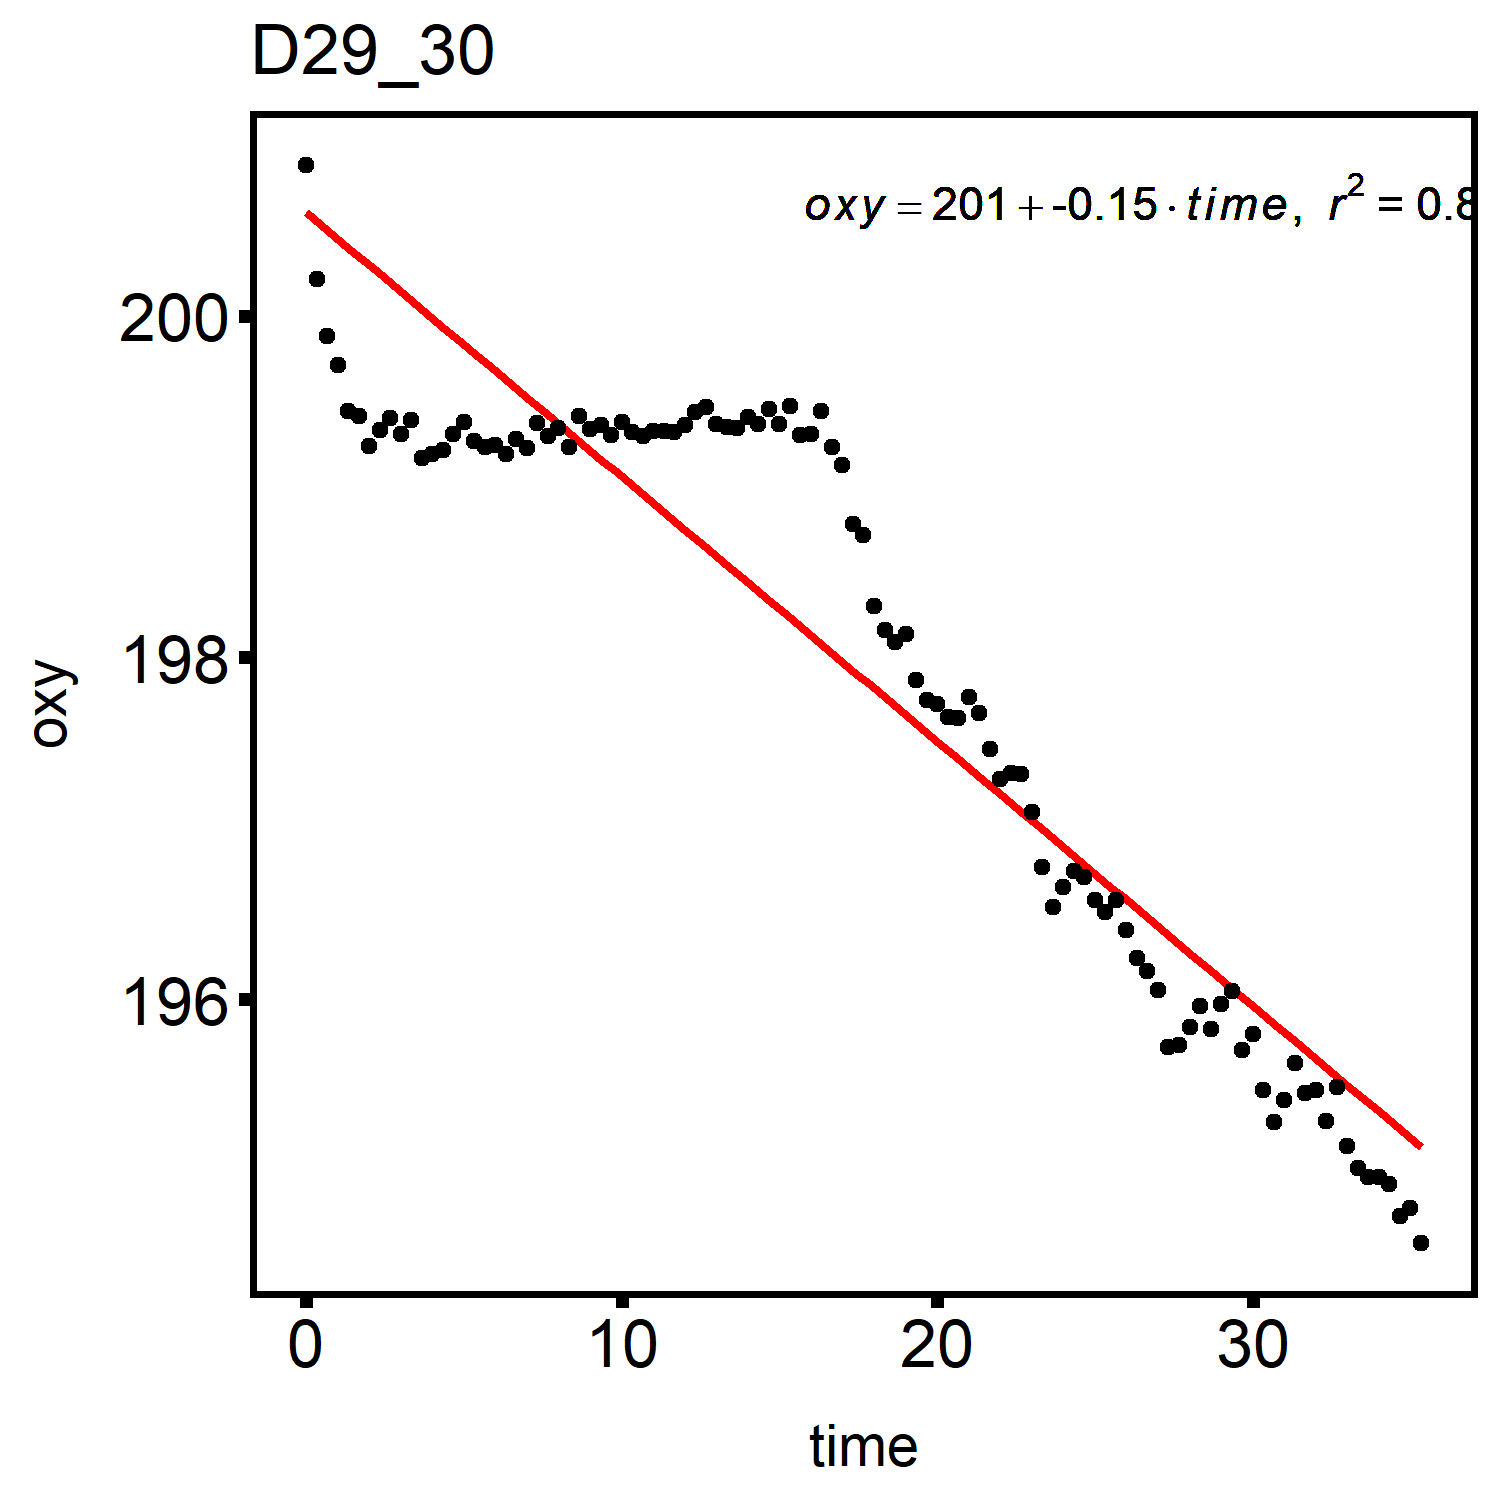 D29_30
oxy = 201 + -0.15 · time, r² = 0.8
200
198
196
oxy
0 10 20 30
time